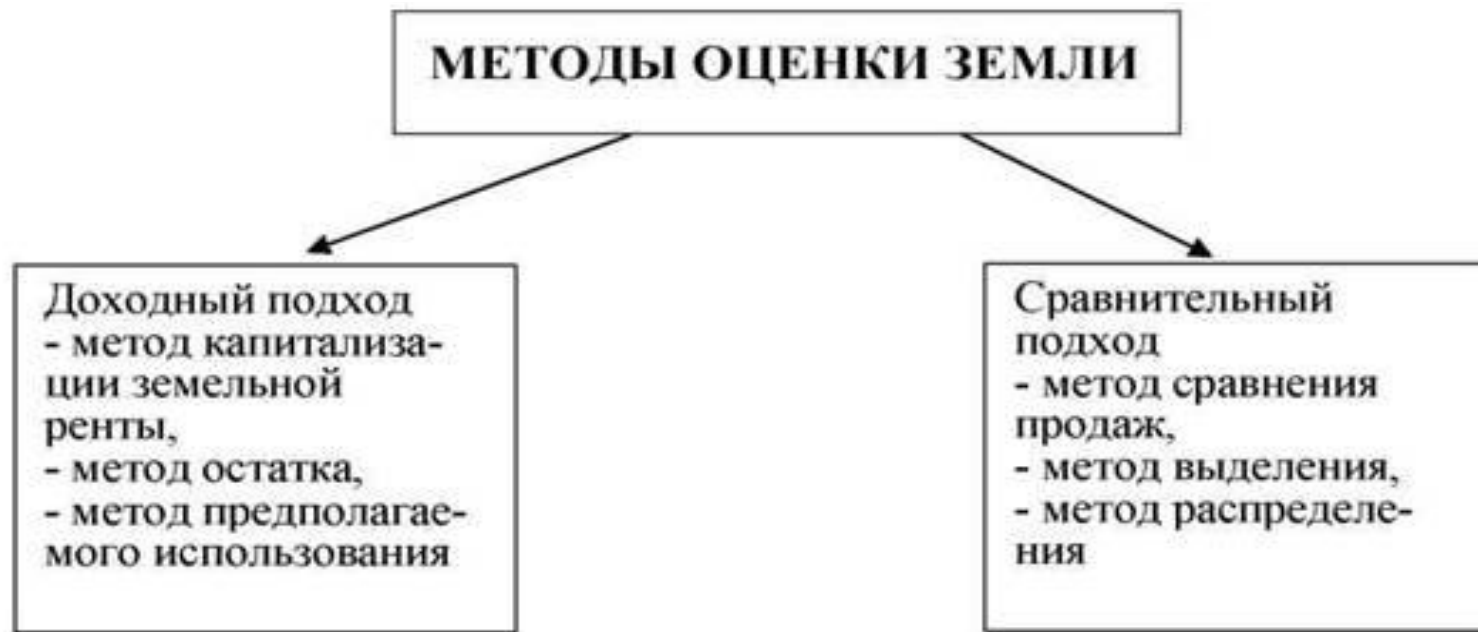 МЕТОДЫ ОЦЕНКИ ЗЕМЛИ
Доходный подход
- метод капитализа-
ции земельной
ренты,
- метод остатка,
- метод предполагае-
мого использования
Сравнительный
подход
- метод сравнения
продаж,
- метод выделения,
- метод распределе-
ния